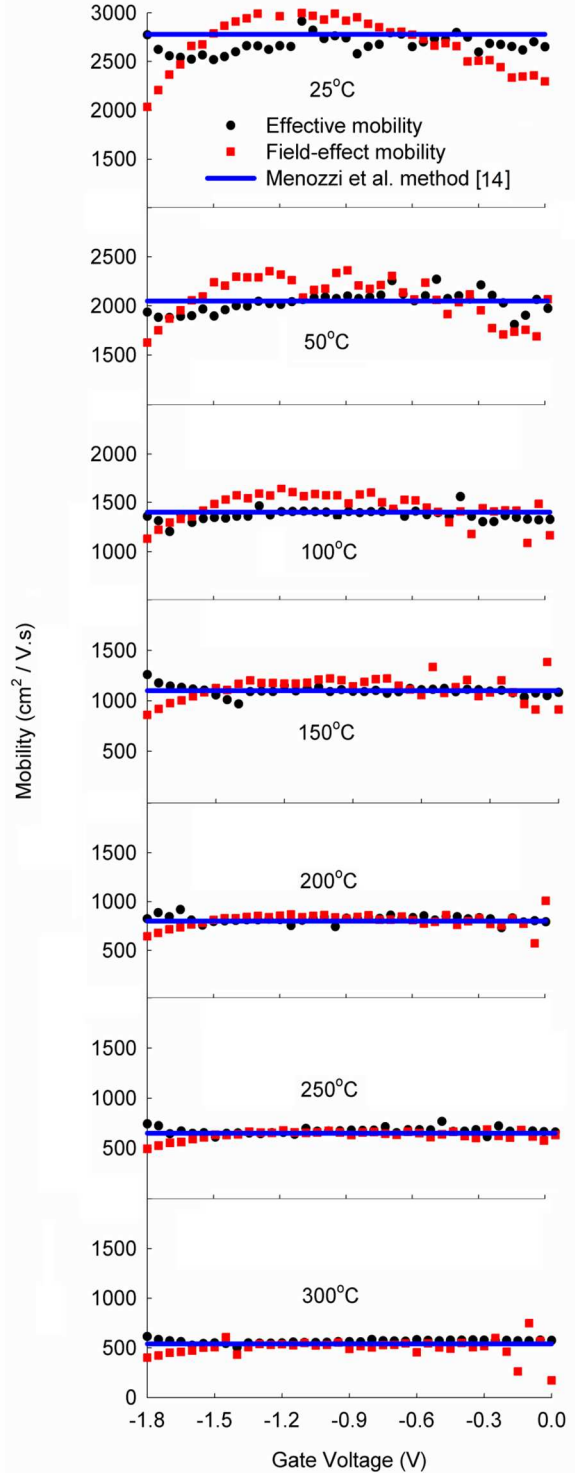 3000
2500
2000
1500
25°C
Effective mobility
Field-effect mobility
Menozzi et al. method [14]
2500
2000
1500
50°C
2000
1500
1000
100°C
1500
1000
500
150°C
1500
1000
500
200°C
1500
1000
500
250°C
1500
1000
500
0
300°C
-1.8 -1.5 -1.2 -0.9 -0.6 -0.3 0.0
Gate Voltage (V)
Mobility (cm² / V.s)